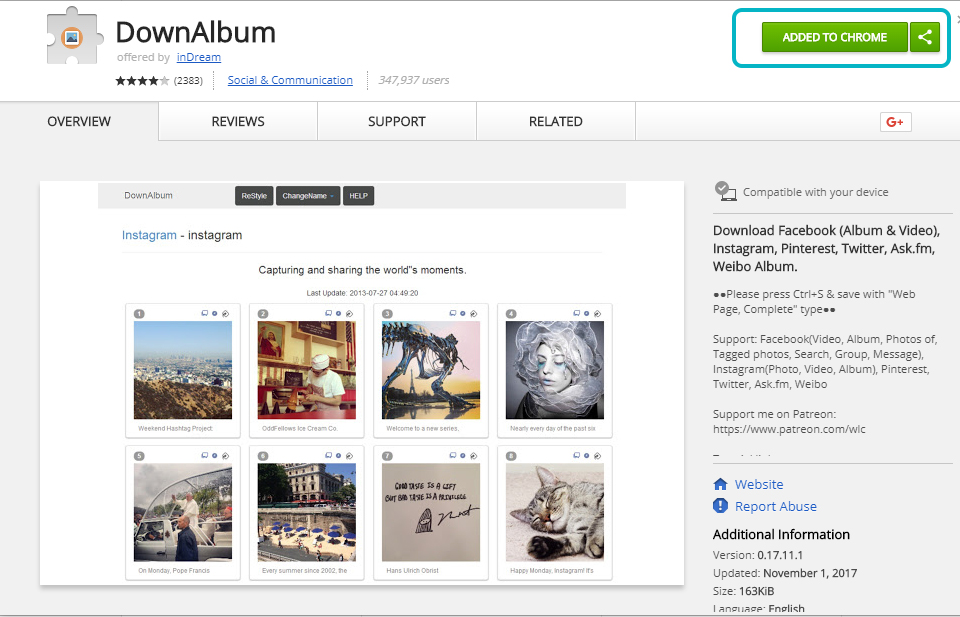 DownAlbum
offered by inDream
(2383) Social & Communication 347,937 users
ADDED TO CHROME
OVERVIEW REVIEWS SUPPORT RELATED
G+
DownAlbum ReStyle ChangeName HELP
Instagram - instagram
Capturing and sharing the world"s moments.
Last Update: 2013-07-27 04:49:20
1 2 3 4
Weekend Hashtag Project: OddFellows Ice Cream Co. Welcome to a new series, Nearly every day of the past six
5 6 7 8
GOOD TASTE IS A GIFT
BUT BAD TASTE IS A PRIVILEGE
On Monday, Pope Francis Every summer since 2002, the Hans Ulrich Obrist Happy Monday, Instagram! It's
Compatible with your device
Download Facebook (Album & Video),
Instagram, Pinterest, Twitter, Ask.fm,
Weibo Album.
●●Please press Ctrl+S & save with "Web
Page, Complete" type●●
Support: Facebook(Video, Album, Photos of,
Tagged photos, Search, Group, Message),
Instagram(Photo, Video, Album), Pinterest,
Twitter, Ask.fm, Weibo
Support me on Patreon:
https://www.patreon.com/wlc
Website
Report Abuse
Additional Information
Version: 0.17.11.1
Updated: November 1, 2017
Size: 163KiB
Language: English